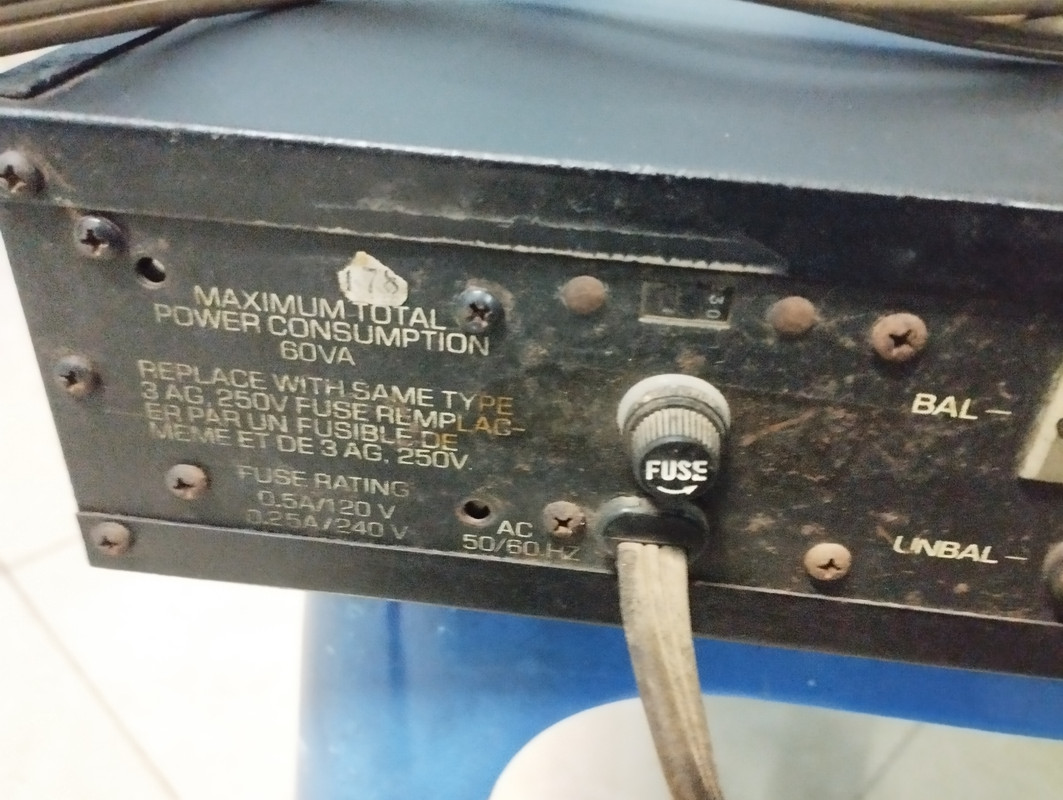 178
MAXIMUM TOTAL
POWER CONSUMPTION
60VA
REPLACE WITH SAME TYPE
3 AG, 250V FUSE REMPLAC-
ER PAR UN FUSIBLE DE
MEME ET DE 3 AG, 250V.
FUSE RATING
0.5A/120 V
0.25A/240 V
AC
50/60 HZ
FUSE
BAL
UNBAL